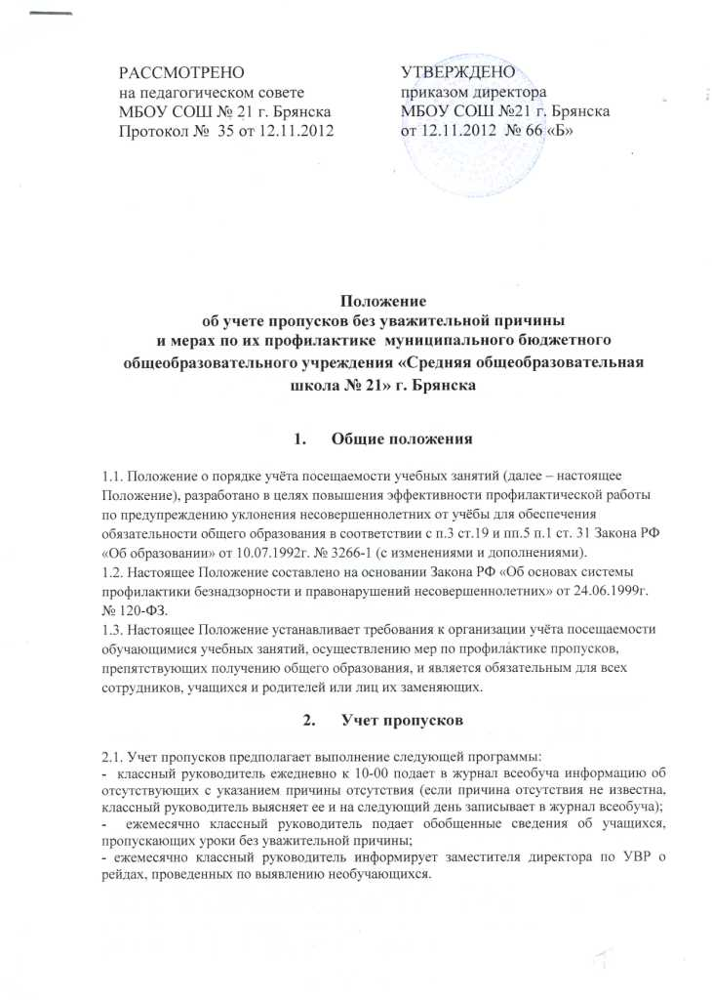 РАССМОТРЕНО
на педагогическом совете
МБОУ СОШ № 21 г. Брянска
Протокол №  35 от 12.11.2012
УТВЕРЖДЕНО
приказом директора
МБОУ СОШ №21 г. Брянска
от 12.11.2012  № 66 «Б»
Положение
об учете пропусков без уважительной причины
и мерах по их профилактике  муниципального бюджетного
общеобразовательного учреждения «Средняя общеобразовательная
школа № 21» г. Брянска
1. Общие положения
1.1. Положение о порядке учёта посещаемости учебных занятий (далее – настоящее
Положение), разработано в целях повышения эффективности профилактической работы
по предупреждению уклонения несовершеннолетних от учёбы для обеспечения
обязательности общего образования в соответствии с п.3 ст.19 и пп.5 п.1 ст. 31 Закона РФ
«Об образовании» от 10.07.1992г. № 3266-1 (с изменениями и дополнениями).
1.2. Настоящее Положение составлено на основании Закона РФ «Об основах системы
профилактики безнадзорности и правонарушений несовершеннолетних» от 24.06.1999г.
№ 120-ФЗ.
1.3. Настоящее Положение устанавливает требования к организации учёта посещаемости
обучающимися учебных занятий, осуществлению мер по профилактике пропусков,
препятствующих получению общего образования, и является обязательным для всех
сотрудников, учащихся и родителей или лиц их заменяющих.
2. Учет пропусков
2.1. Учет пропусков предполагает выполнение следующей программы:
- классный руководитель ежедневно к 10-00 подает в журнал всеобуча информацию об
отсутствующих с указанием причины отсутствия (если причина отсутствия не известна,
классный руководитель выясняет ее и на следующий день записывает в журнал всеобуча);
- ежемесячно классный руководитель подает обобщенные сведения об учащихся,
пропускающих уроки без уважительной причины;
- ежемесячно классный руководитель информирует заместителя директора по УВР о
рейдах, проведенных по выявлению необучающихся.